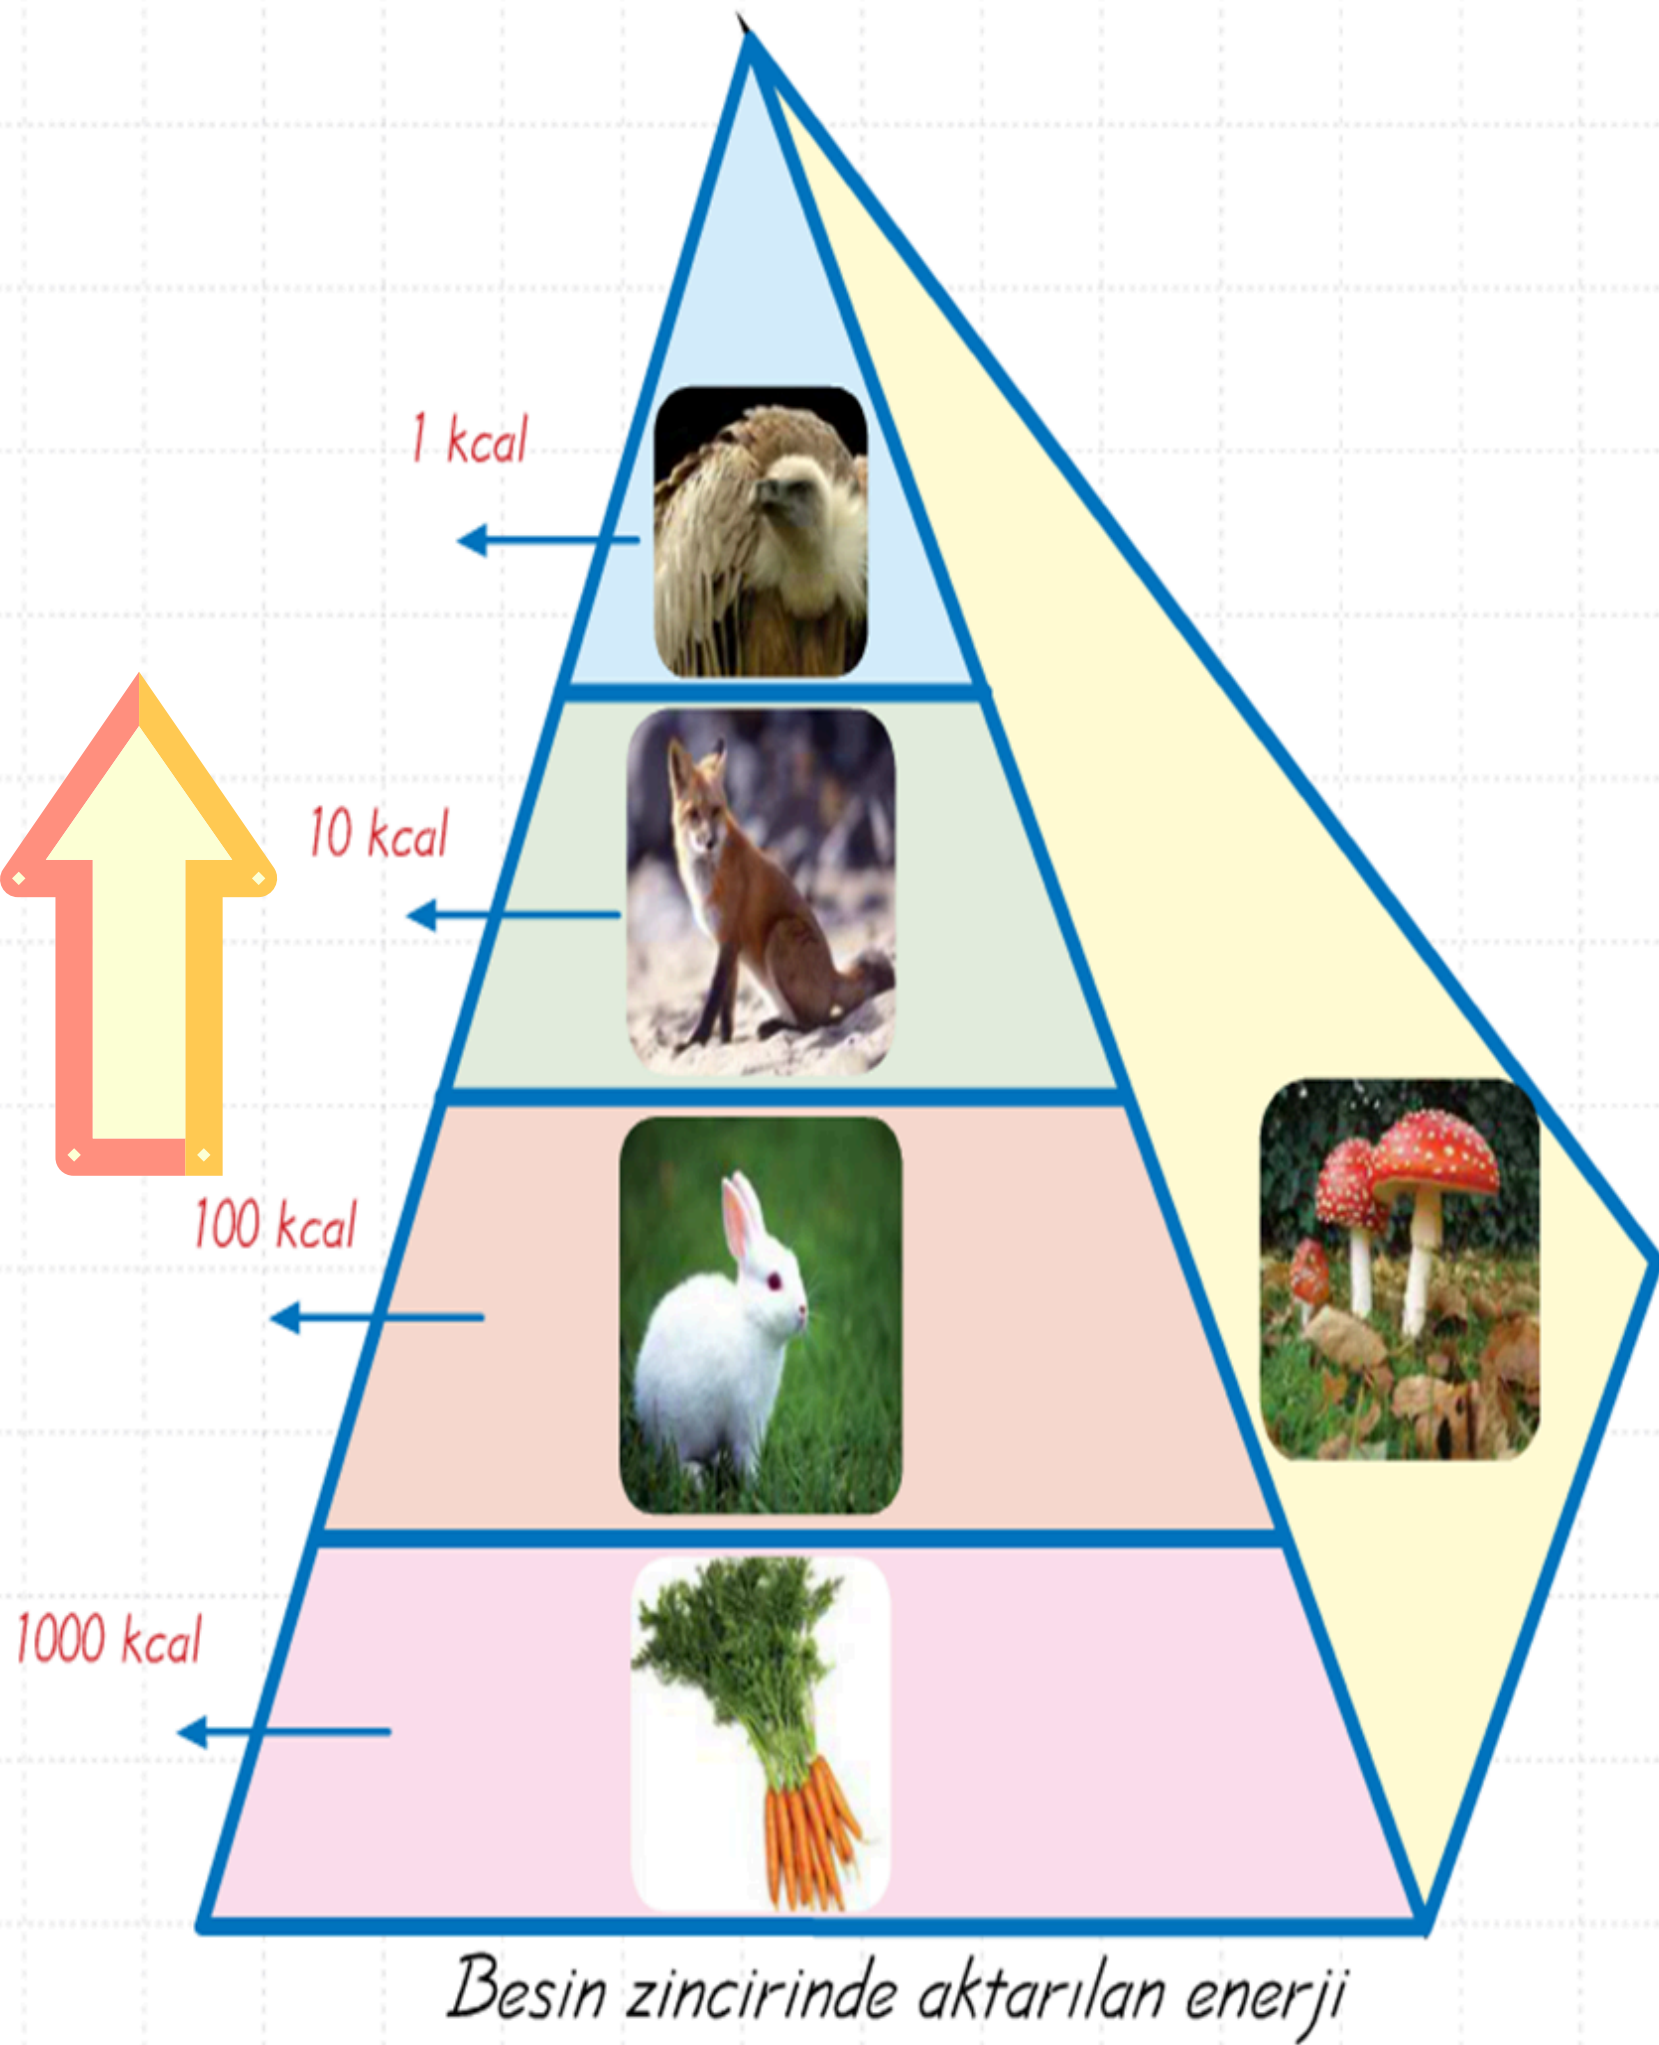 1 kcal
10 kcal
100 kcal
1000 kcal
Besin zincirinde aktarılan enerji